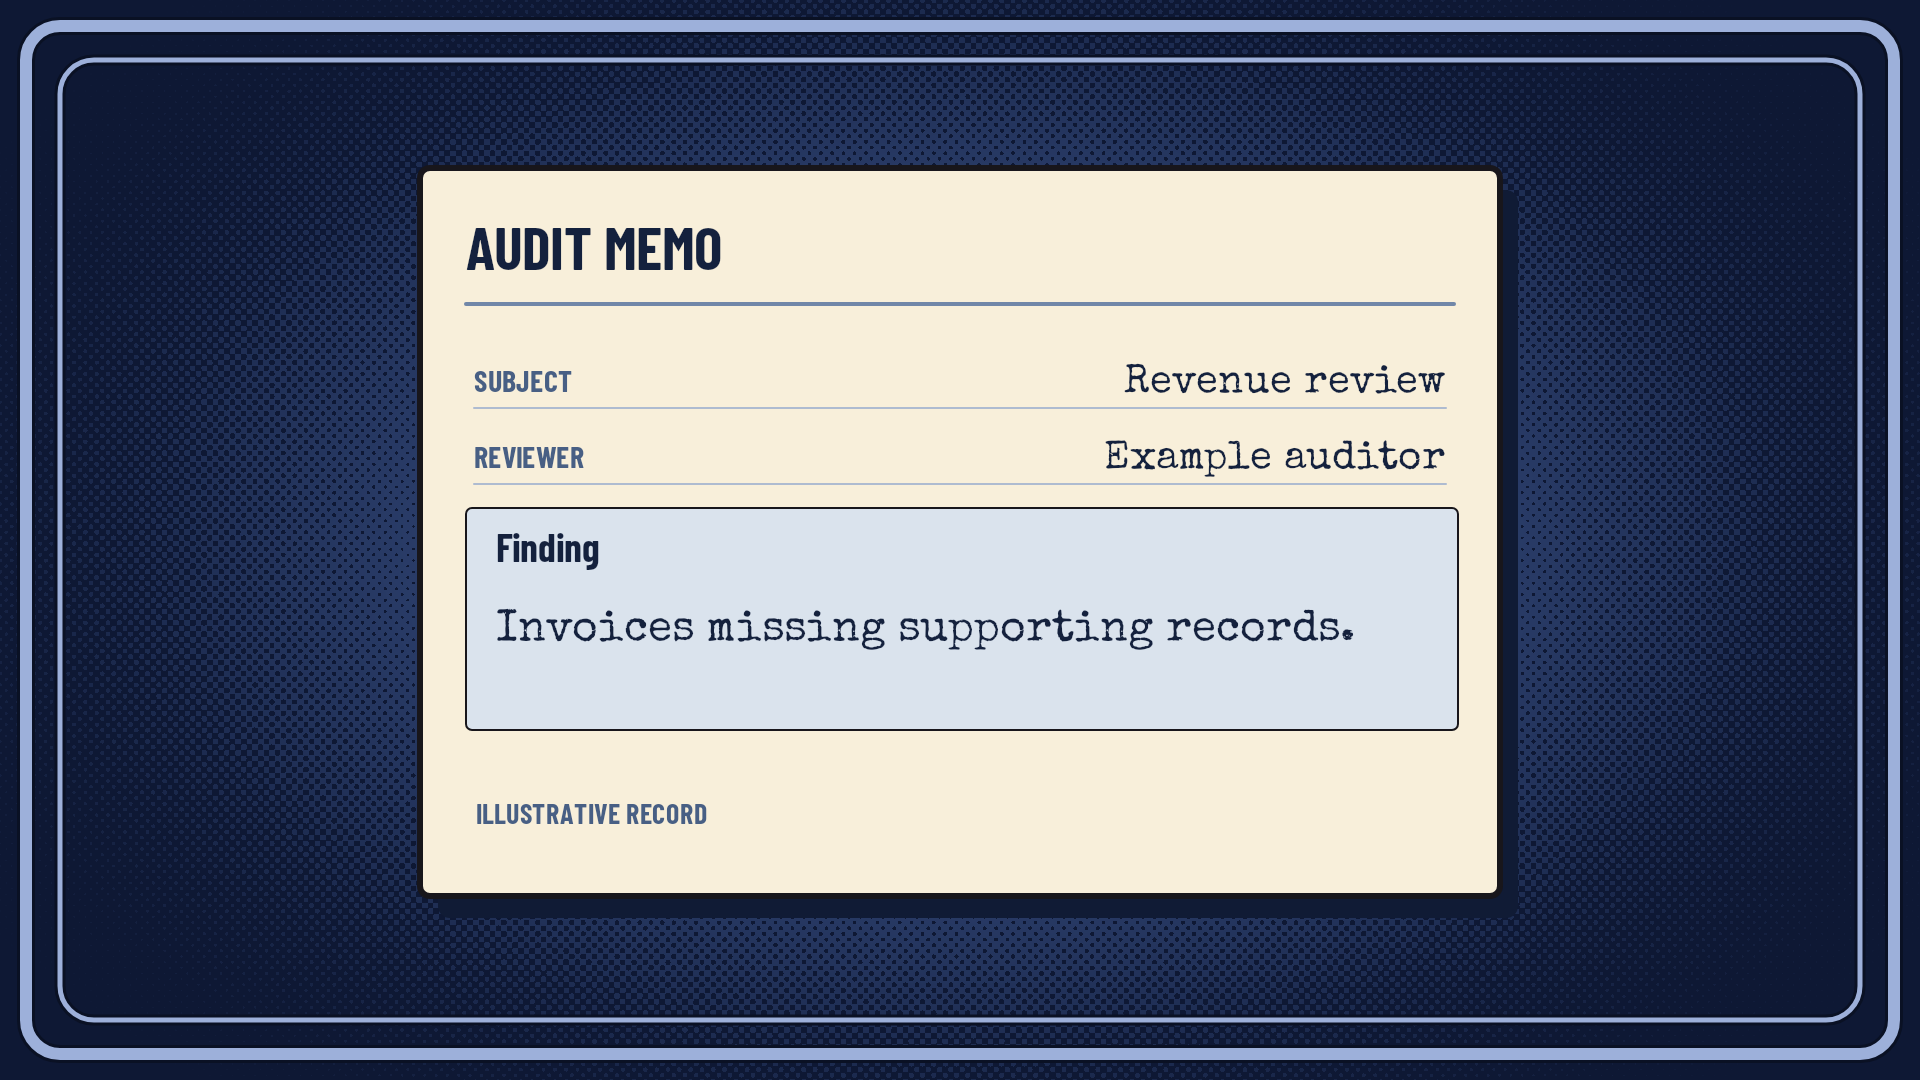 AUDIT MEMO
SUBJECT Revenue review
REVIEWER Example auditor
Finding
Invoices missing supporting records.
ILLUSTRATIVE RECORD